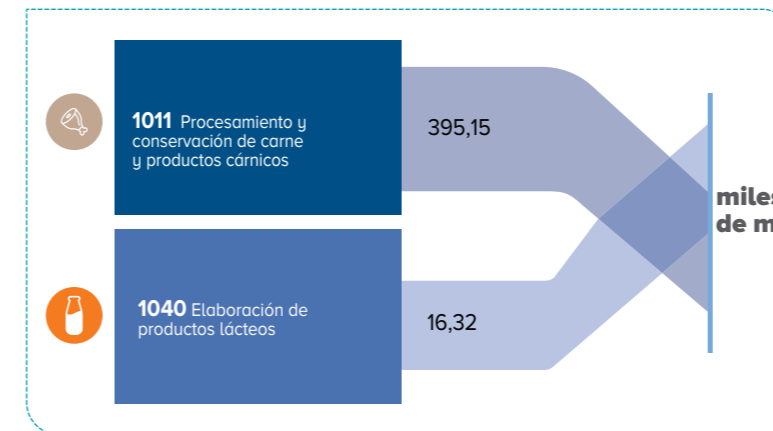 1011 Procesamiento y
conservación de carne
y productos cárnicos
395,15
1040 Elaboración de
productos lácteos
16,32
miles
de m